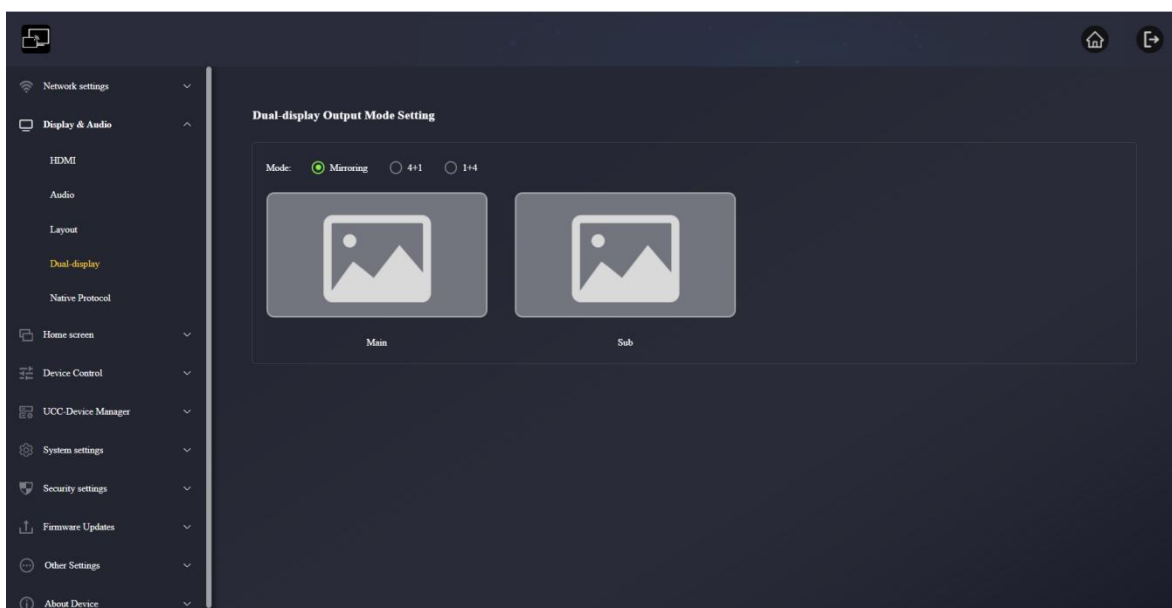 Network settings
Display & Audio
HDMI
Audio
Layout
Dual-display
Native Protocol
Home screen
Device Control
UCC-Device Manager
System settings
Security settings
Firmware Updates
Other Settings
About Device
Dual-display Output Mode Setting
Mode: Mirroring 4+1 1+4
Main Sub